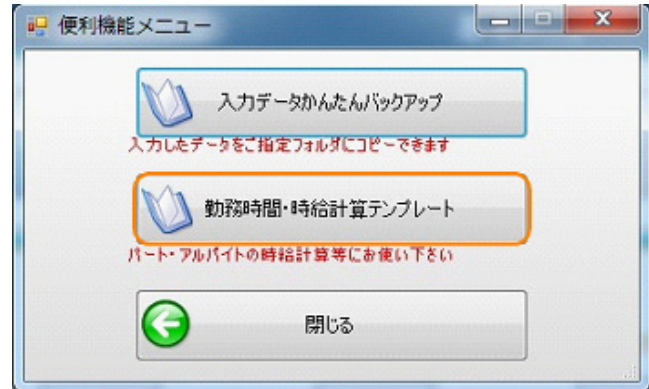 便利機能メニュー
入力データかんたんバックアップ
入力したデータをご指定フォルダにコピーできます
勤務時間・時給計算テンプレート
パート・アルバイトの時給計算等にお使い下さい
閉じる